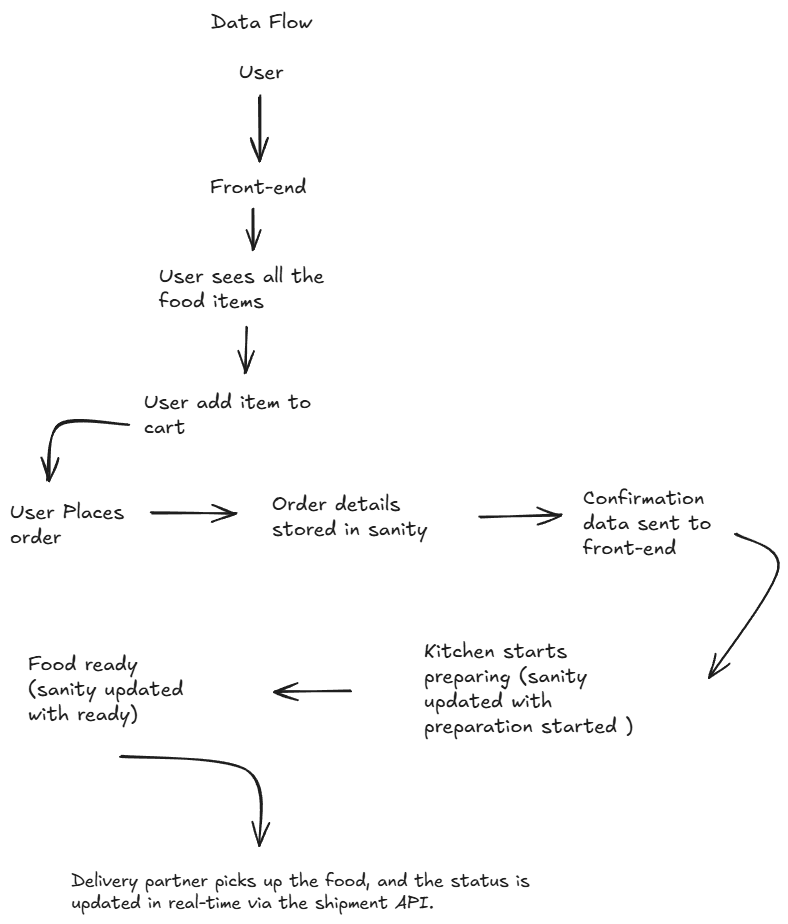 Data Flow
User
Front-end
User sees all the
food items
User add item to
cart
User Places
order
Order details
stored in sanity
Confirmation
data sent to
front-end
Kitchen starts
preparing (sanity
updated with
preparation started )
Food ready
(sanity updated
with ready)
Delivery partner picks up the food, and the status is
updated in real-time via the shipment API.